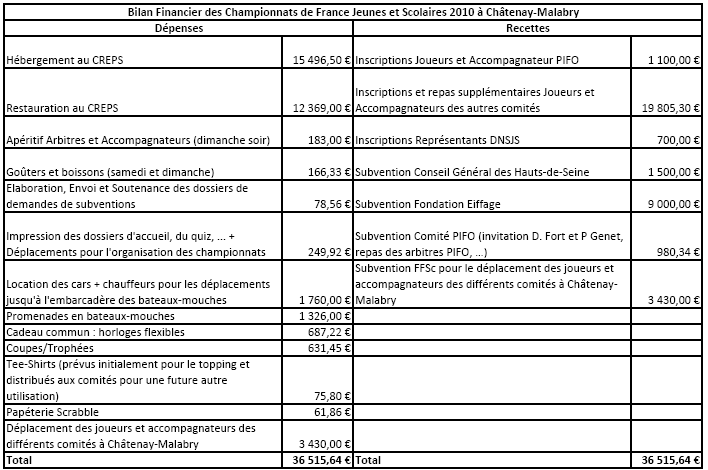 Bilan Financier des Championnats de France Jeunes et Scolaires 2010 à Châtenay-Malabry
Dépenses Recettes
Hébergement au CREPS 15 496,50 € Inscriptions Joueurs et Accompagnateur PIFO 1 100,00 €
Inscriptions et repas supplémentaires Joueurs et
Restauration au CREPS 12 369,00 € Accompagnateurs des autres comités 19 805,30 €
Apéritif Arbitres et Accompagnateurs (dimanche soir) 183,00 € Inscriptions Représentants DNSJS 700,00 €
Goûters et boissons (samedi et dimanche) 166,33 € Subvention Conseil Général des Hauts-de-Seine 1 500,00 €
Elaboration, Envoi et Soutenance des dossiers de
demandes de subventions 78,56 € Subvention Fondation Eiffage 9 000,00 €
Impression des dossiers d'accueil, du quiz, ... + Subvention Comité PIFO (invitation D. Fort et P Genet,
Déplacements pour l'organisation des championnats 249,92 € repas des arbitres PIFO, ...) 980,34 €
Subvention FFSc pour le déplacement des joueurs et
Location des cars + chauffeurs pour les déplacements accompagnateurs des différents comités à Châtenay-
jusqu'à l'embarcadère des bateaux-mouches 1 760,00 € Malabry 3 430,00 €
Promenades en bateaux-mouches 1 326,00 €
Cadeau commun : horloges flexibles 687,22 €
Coupes/Trophées 631,45 €
Tee-Shirts (prévus initialement pour le topping et
distribués aux comités pour une future autre
utilisation) 75,80 €
Papéterie Scrabble 61,86 €
Déplacement des joueurs et accompagnateurs des
différents comités à Châtenay-Malabry 3 430,00 €
Total 36 515,64 € Total 36 515,64 €